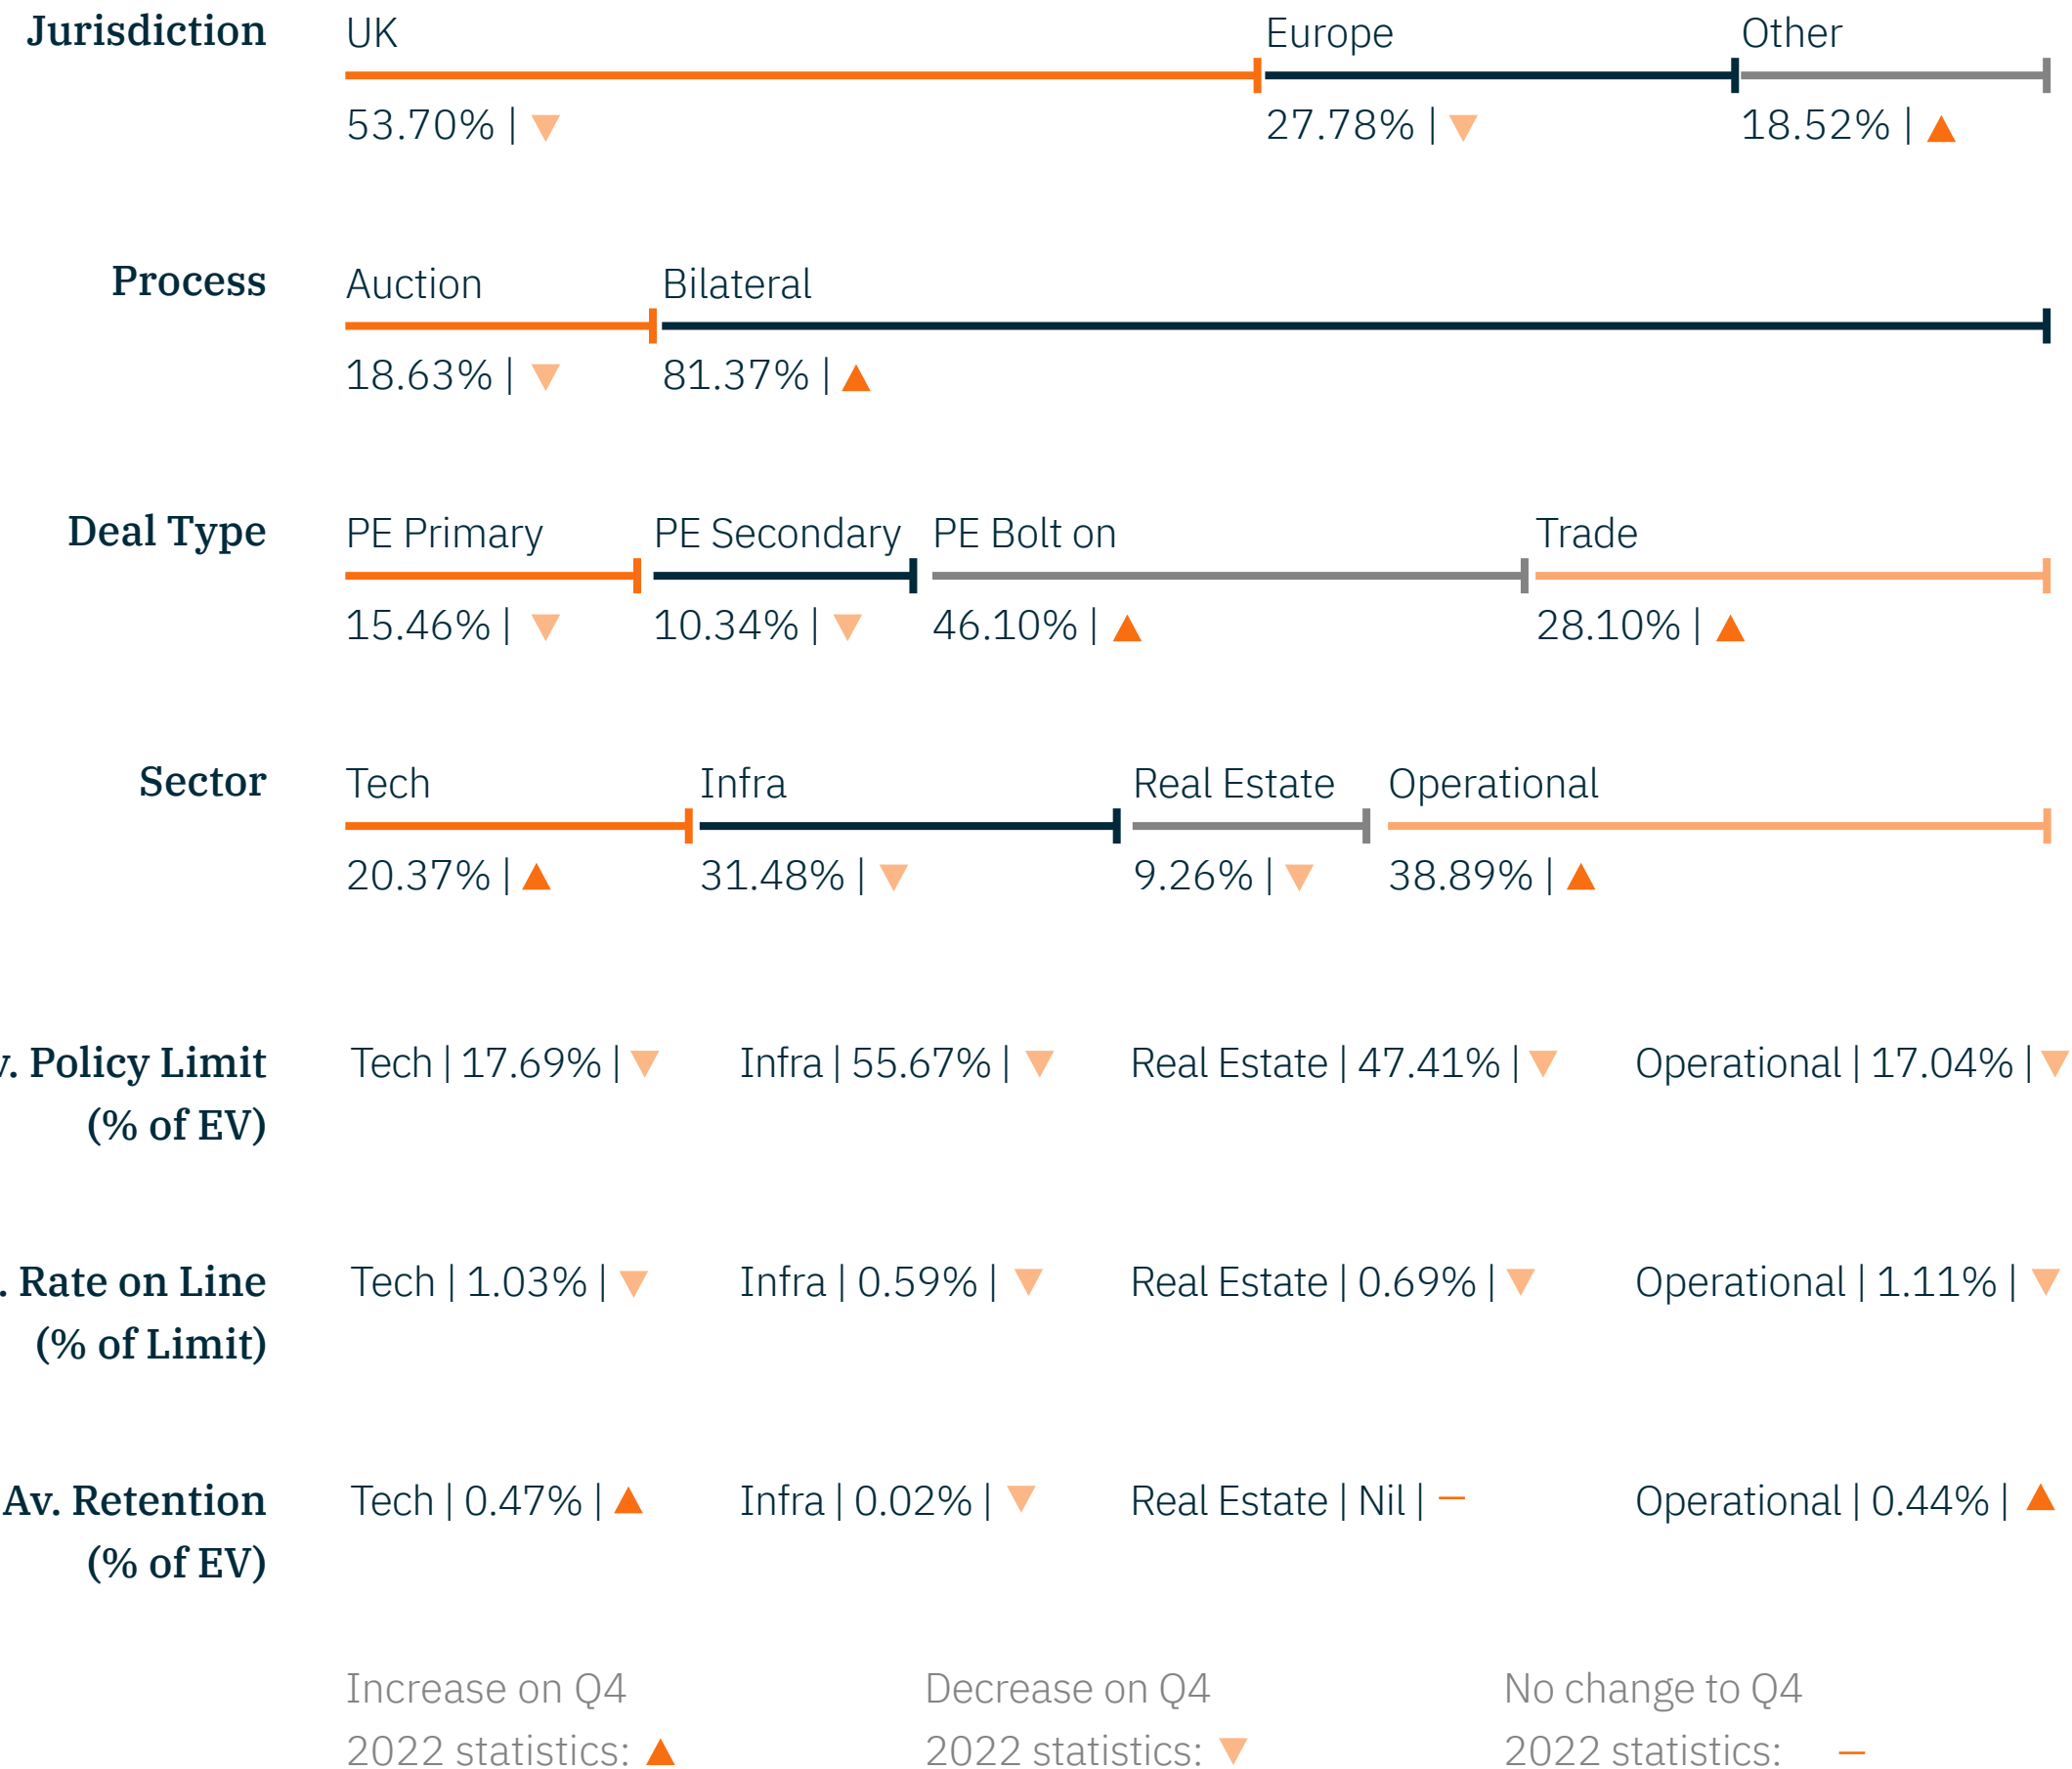 Jurisdiction
UK Europe Other
53.70% | ▼ 27.78% | ▼ 18.52% | ▲
Process
Auction Bilateral
18.63% | ▼ 81.37% | ▲
Deal Type
PE Primary PE Secondary PE Bolt on Trade
15.46% | ▼ 10.34% | ▼ 46.10% | ▲ 28.10% | ▲
Sector
Tech Infra Real Estate Operational
20.37% | ▲ 31.48% | ▼ 9.26% | ▼ 38.89% | ▲
. Policy Limit
(% of EV)
Tech | 17.69% | ▼ Infra | 55.67% | ▼ Real Estate | 47.41% | ▼ Operational | 17.04% | ▼
. Rate on Line
(% of Limit)
Tech | 1.03% | ▼ Infra | 0.59% | ▼ Real Estate | 0.69% | ▼ Operational | 1.11% | ▼
Av. Retention
(% of EV)
Tech | 0.47% | ▲ Infra | 0.02% | ▼ Real Estate | Nil | – Operational | 0.44% | ▲
Increase on Q4
2022 statistics: ▲
Decrease on Q4
2022 statistics: ▼
No change to Q4
2022 statistics: –